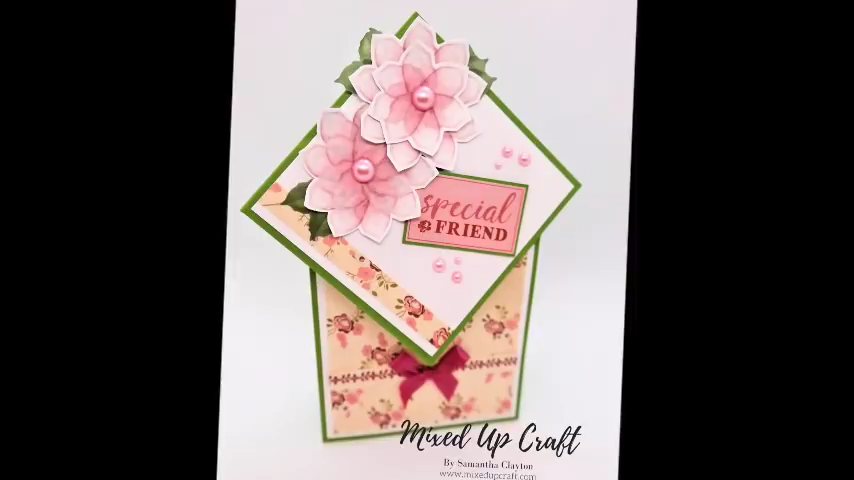 special
FRIEND
Mixed Up Craft
By Samantha Clayton
www.mixedupcraft.com